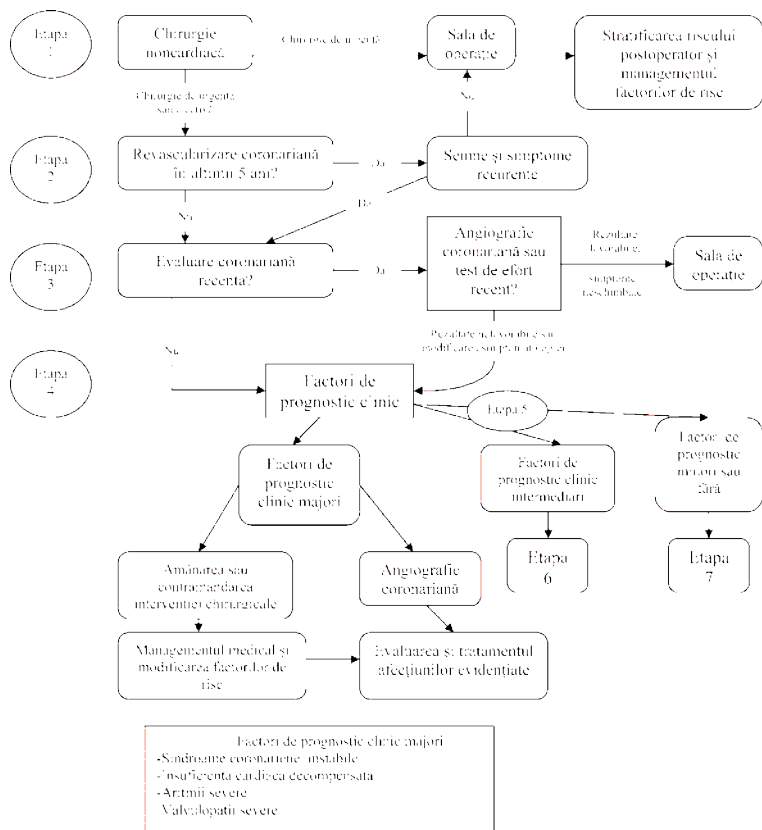 Etapa
1
Chirurgie
noncardiacă
Chirurgie de urgență
Sala de
operație
Stratificarea riscului
postoperator și
managementul
factorilor de risc
Chirurgie de urgență
sau electivă
Nu
Etapa
2
Revascularizare coronariană
în ultimii 5 ani?
Da
Semne și simptome
recurente
Nu
Da
Etapa
3
Evaluare coronariană
recentă?
Da
Angiografie
coronariană sau
test de efort
recent?
Rezultate
favorabile,
simptome
neschimbate
Sala de
operație
Rezultate nefavorabile sau
modificarea simptomatologiei
Nu
Etapa
4
Factori de
prognostic clinic
Etapa 5
Factori de
prognostic
clinic majori
Factori de
prognostic clinic
intermediari
Factori de
prognostic
minori sau
fără
Amânarea sau
contramandarea
intervenției chirurgicale
Angiografie
coronariană
Etapa
6
Etapa
7
Managementul medical și
modificarea factorilor de
risc
Evaluarea și tratamentul
afecțiunilor evidențiate
Factori de prognostic clinic majori
-Sindroame coronariene instabile
-Insuficiența cardiacă decompensată
-Aritmii severe
-Valvulopatii severe